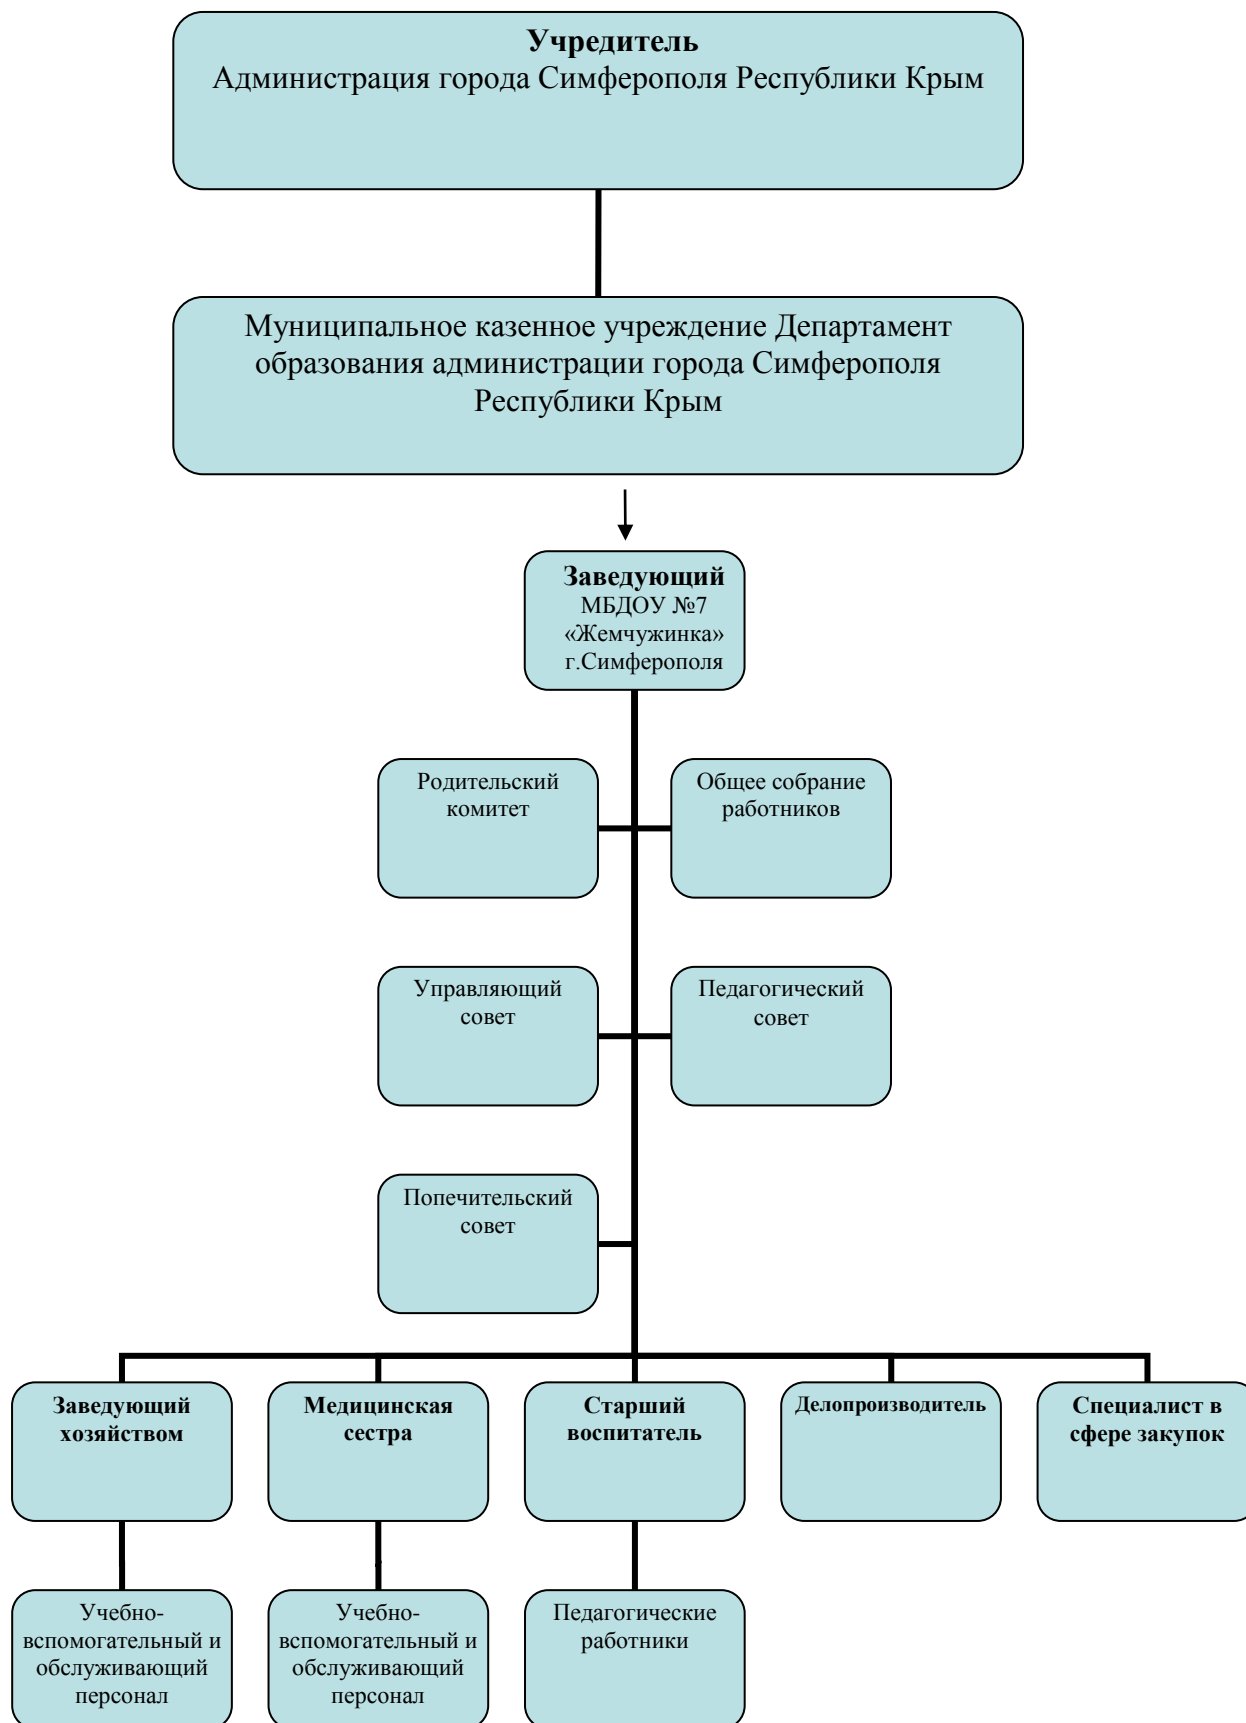 Учредитель
Администрация города Симферополя Республики Крым
Муниципальное казенное учреждение Департамент
образования администрации города Симферополя
Республики Крым
Заведующий
МБДОУ №7
«Жемчужинка»
г.Симферополя
Родительский
комитет
Общее собрание
работников
Управляющий
совет
Педагогический
совет
Попечительский
совет
Заведующий
хозяйством
Медицинская
сестра
Старший
воспитатель
Делопроизводитель
Специалист в
сфере закупок
Учебно-
вспомогательный и
обслуживающий
персонал
Учебно-
вспомогательный и
обслуживающий
персонал
Педагогические
работники